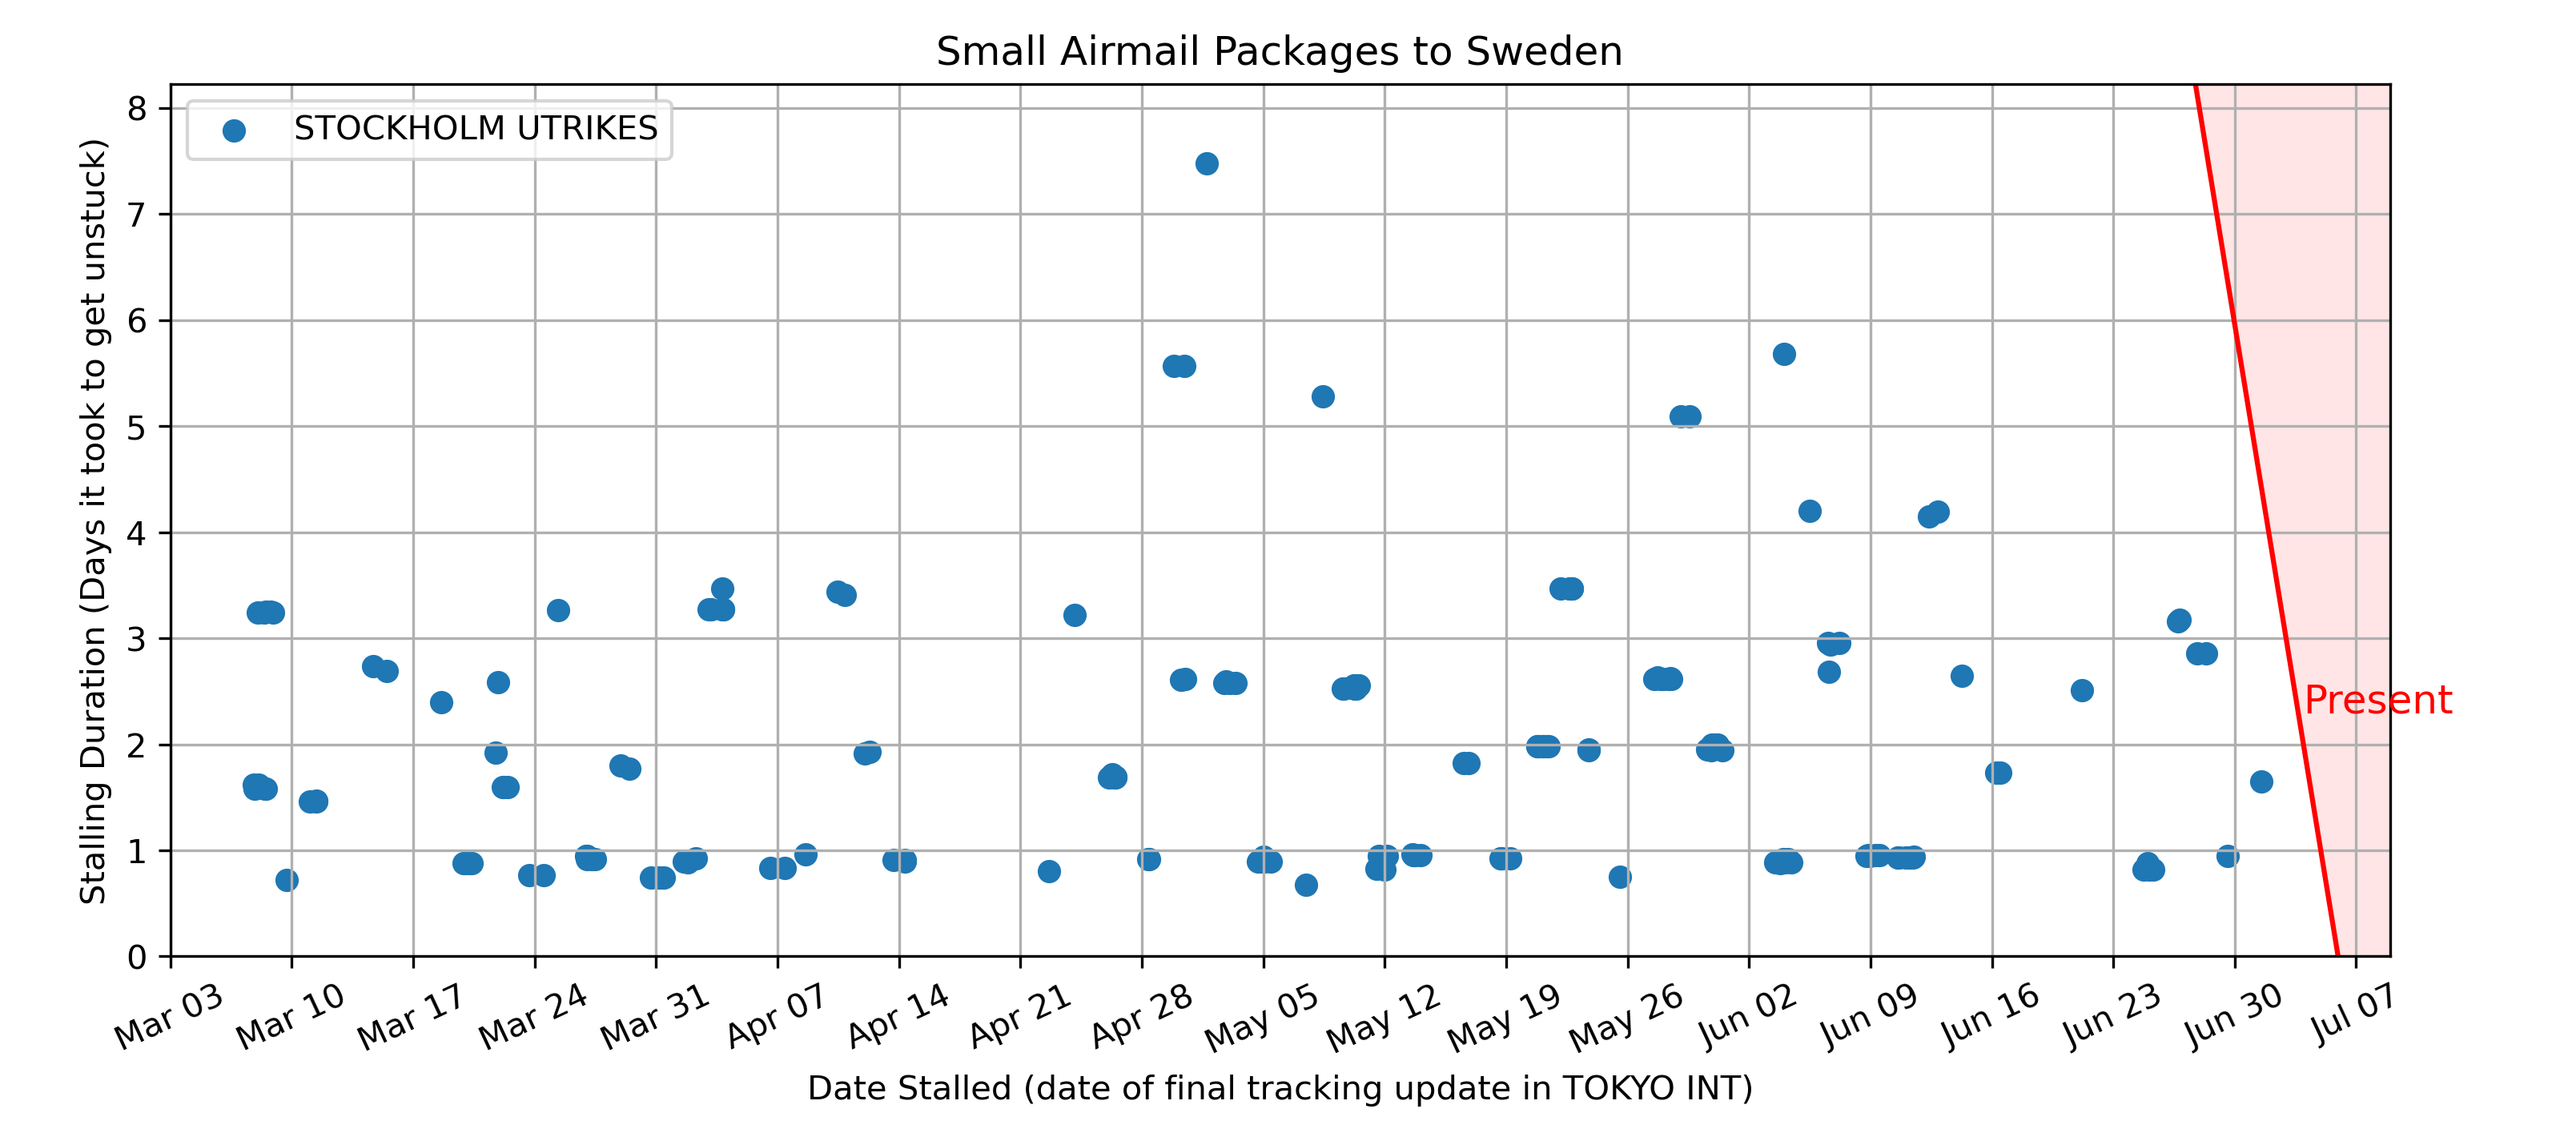 Small Airmail Packages to Sweden
STOCKHOLM UTRIKES
Stalling Duration (Days it took to get unstuck)
8
7
6
5
4
3
2
1
0
Present
Mar 03
Mar 10
Mar 17
Mar 24
Mar 31
Apr 07
Apr 14
Apr 21
Apr 28
May 05
May 12
May 19
May 26
Jun 02
Jun 09
Jun 16
Jun 23
Jun 30
Jul 07
Date Stalled (date of final tracking update in TOKYO INT)